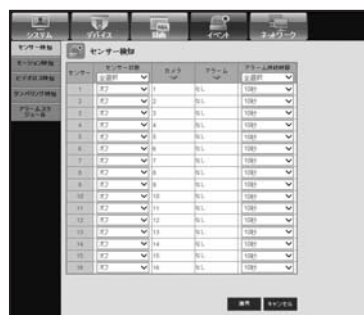 システム デバイス 録画 イベント ネットワーク
センサー検知 センサー検知
モーション検知
ビデオロス検知
タンパリング検知
アラームスケジュール
センサー センサー状態 カメラ アラーム アラーム持続時間
全選択 全選択
1 オフ 1 なし 10秒
2 オフ 2 なし 10秒
3 オフ 3 なし 10秒
4 オフ 4 なし 10秒
5 オフ 5 なし 10秒
6 オフ 6 なし 10秒
7 オフ 7 なし 10秒
8 オフ 8 なし 10秒
9 オフ 9 なし 10秒
10 オフ 10 なし 10秒
11 オフ 11 なし 10秒
12 オフ 12 なし 10秒
13 オフ 13 なし 10秒
14 オフ 14 なし 10秒
15 オフ 15 なし 10秒
16 オフ 16 なし 10秒
適用 キャンセル